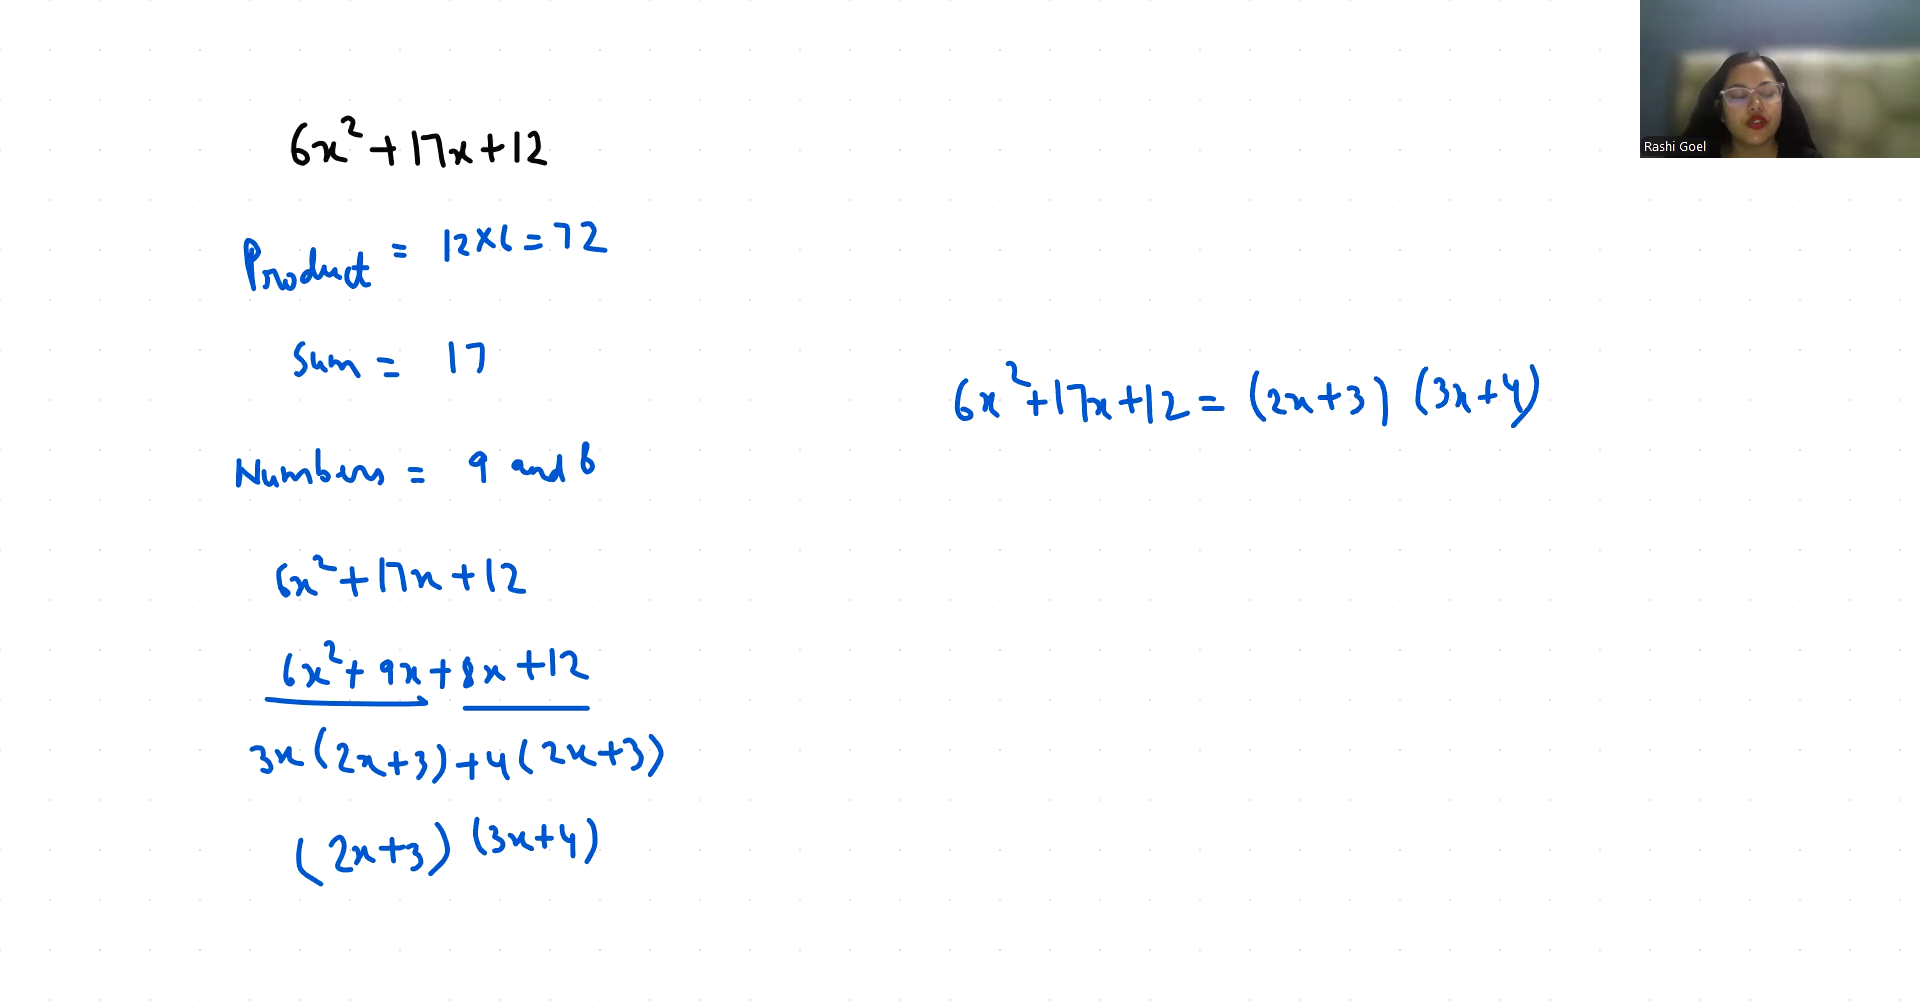 6x²+17x+12
Product = 12×6=72
Sum = 17
Numbers = 9 and 6
6x²+17x+12
6x²+9x+8x+12
3x(2x+3)+4(2x+3)
(2x+3)(3x+4)
6x²+17x+12=(2x+3)(3x+4)
Rashi Goel